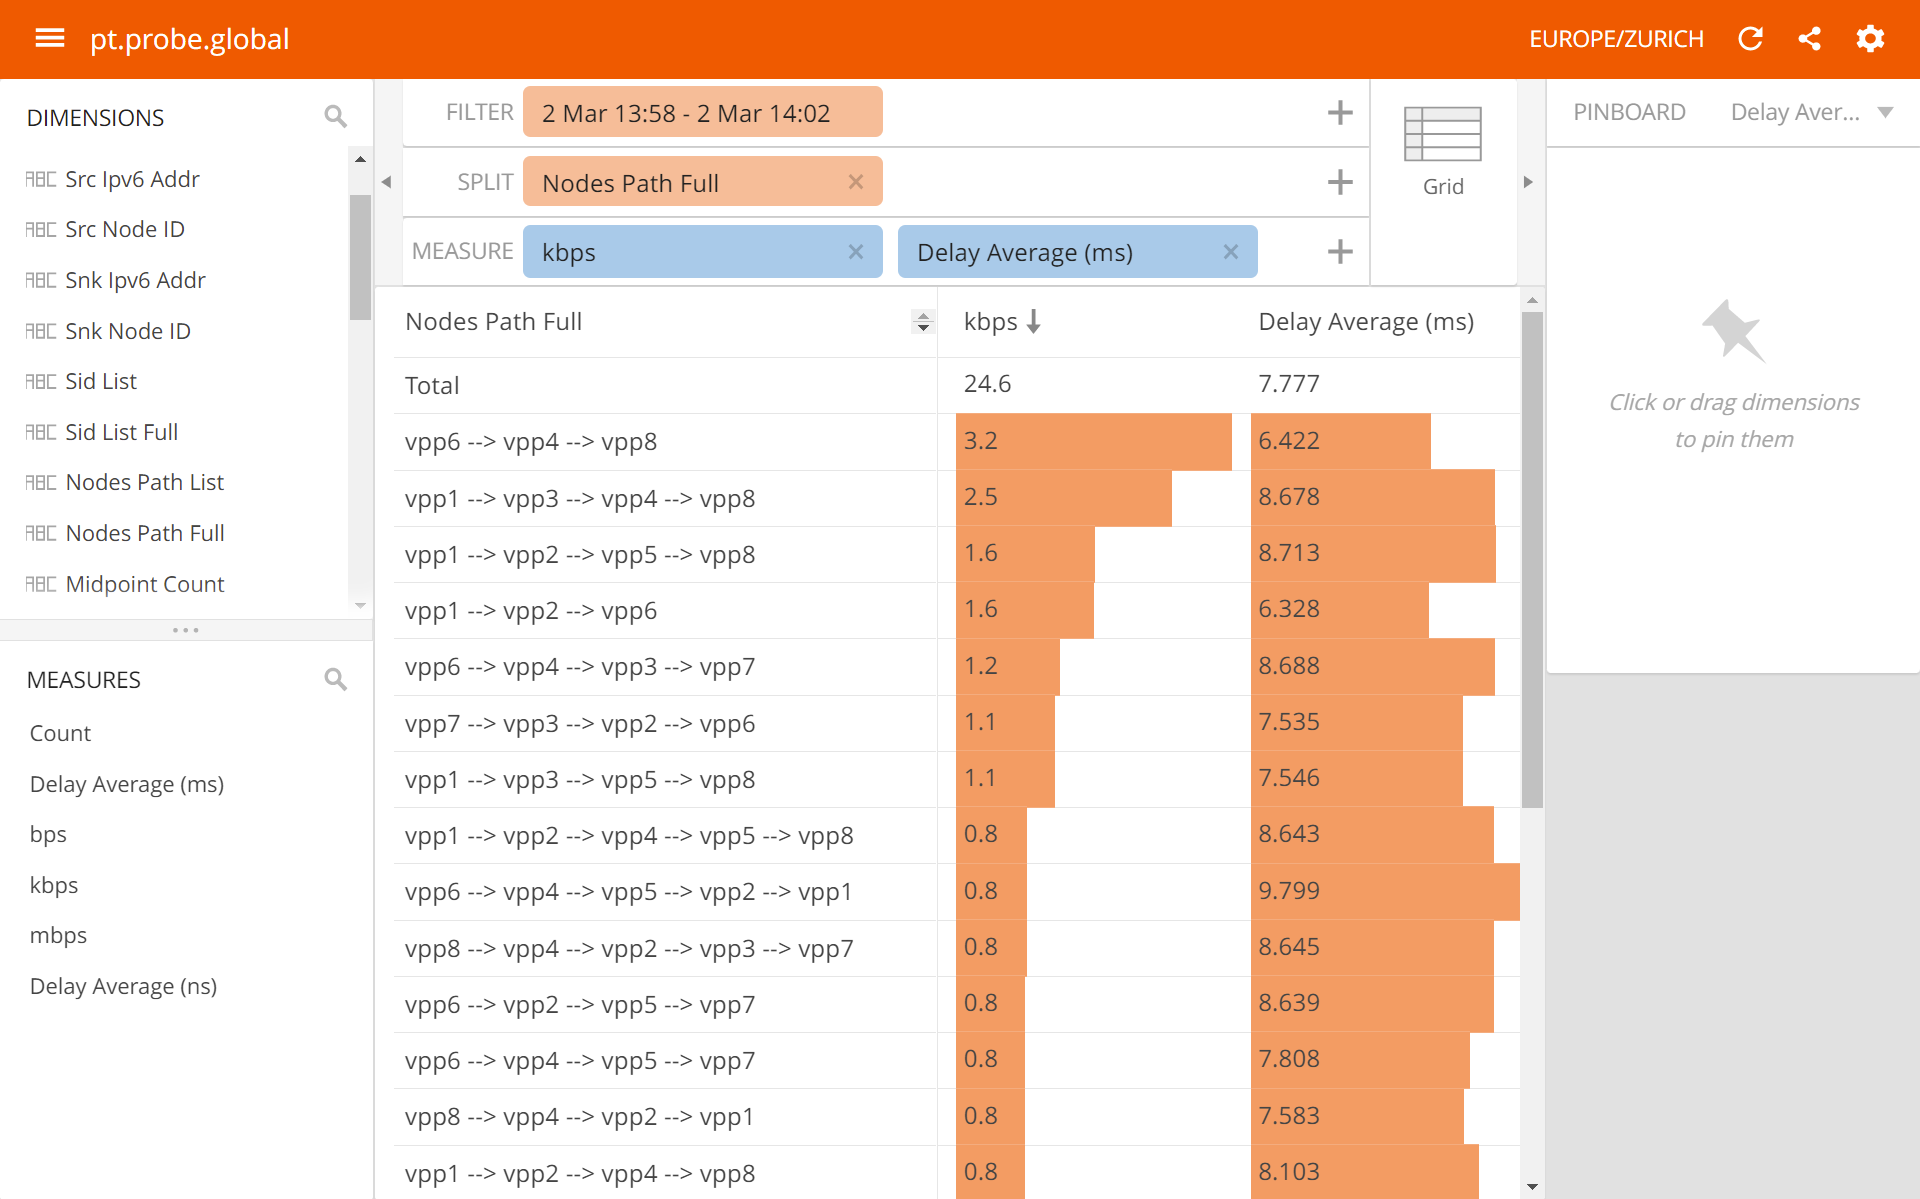 pt.probe.global
EUROPE/ZURICH
DIMENSIONS
ABC Src Ipv6 Addr
ABC Src Node ID
ABC Snk Ipv6 Addr
ABC Snk Node ID
ABC Sid List
ABC Sid List Full
ABC Nodes Path List
ABC Nodes Path Full
ABC Midpoint Count
MEASURES
Count
Delay Average (ms)
bps
kbps
mbps
Delay Average (ns)
FILTER 2 Mar 13:58 - 2 Mar 14:02
SPLIT Nodes Path Full
MEASURE kbps Delay Average (ms)
Grid
Nodes Path Full kbps Delay Average (ms)
Total 24.6 7.777
vpp6 --> vpp4 --> vpp8 3.2 6.422
vpp1 --> vpp3 --> vpp4 --> vpp8 2.5 8.678
vpp1 --> vpp2 --> vpp5 --> vpp8 1.6 8.713
vpp1 --> vpp2 --> vpp6 1.6 6.328
vpp6 --> vpp4 --> vpp3 --> vpp7 1.2 8.688
vpp7 --> vpp3 --> vpp2 --> vpp6 1.1 7.535
vpp1 --> vpp3 --> vpp5 --> vpp8 1.1 7.546
vpp1 --> vpp2 --> vpp4 --> vpp5 --> vpp8 0.8 8.643
vpp6 --> vpp4 --> vpp5 --> vpp2 --> vpp1 0.8 9.799
vpp8 --> vpp4 --> vpp2 --> vpp3 --> vpp7 0.8 8.645
vpp6 --> vpp2 --> vpp5 --> vpp7 0.8 8.639
vpp6 --> vpp4 --> vpp5 --> vpp7 0.8 7.808
vpp8 --> vpp4 --> vpp2 --> vpp1 0.8 7.583
vpp1 --> vpp2 --> vpp4 --> vpp8 0.8 8.103
PINBOARD Delay Aver...
Click or drag dimensions
to pin them